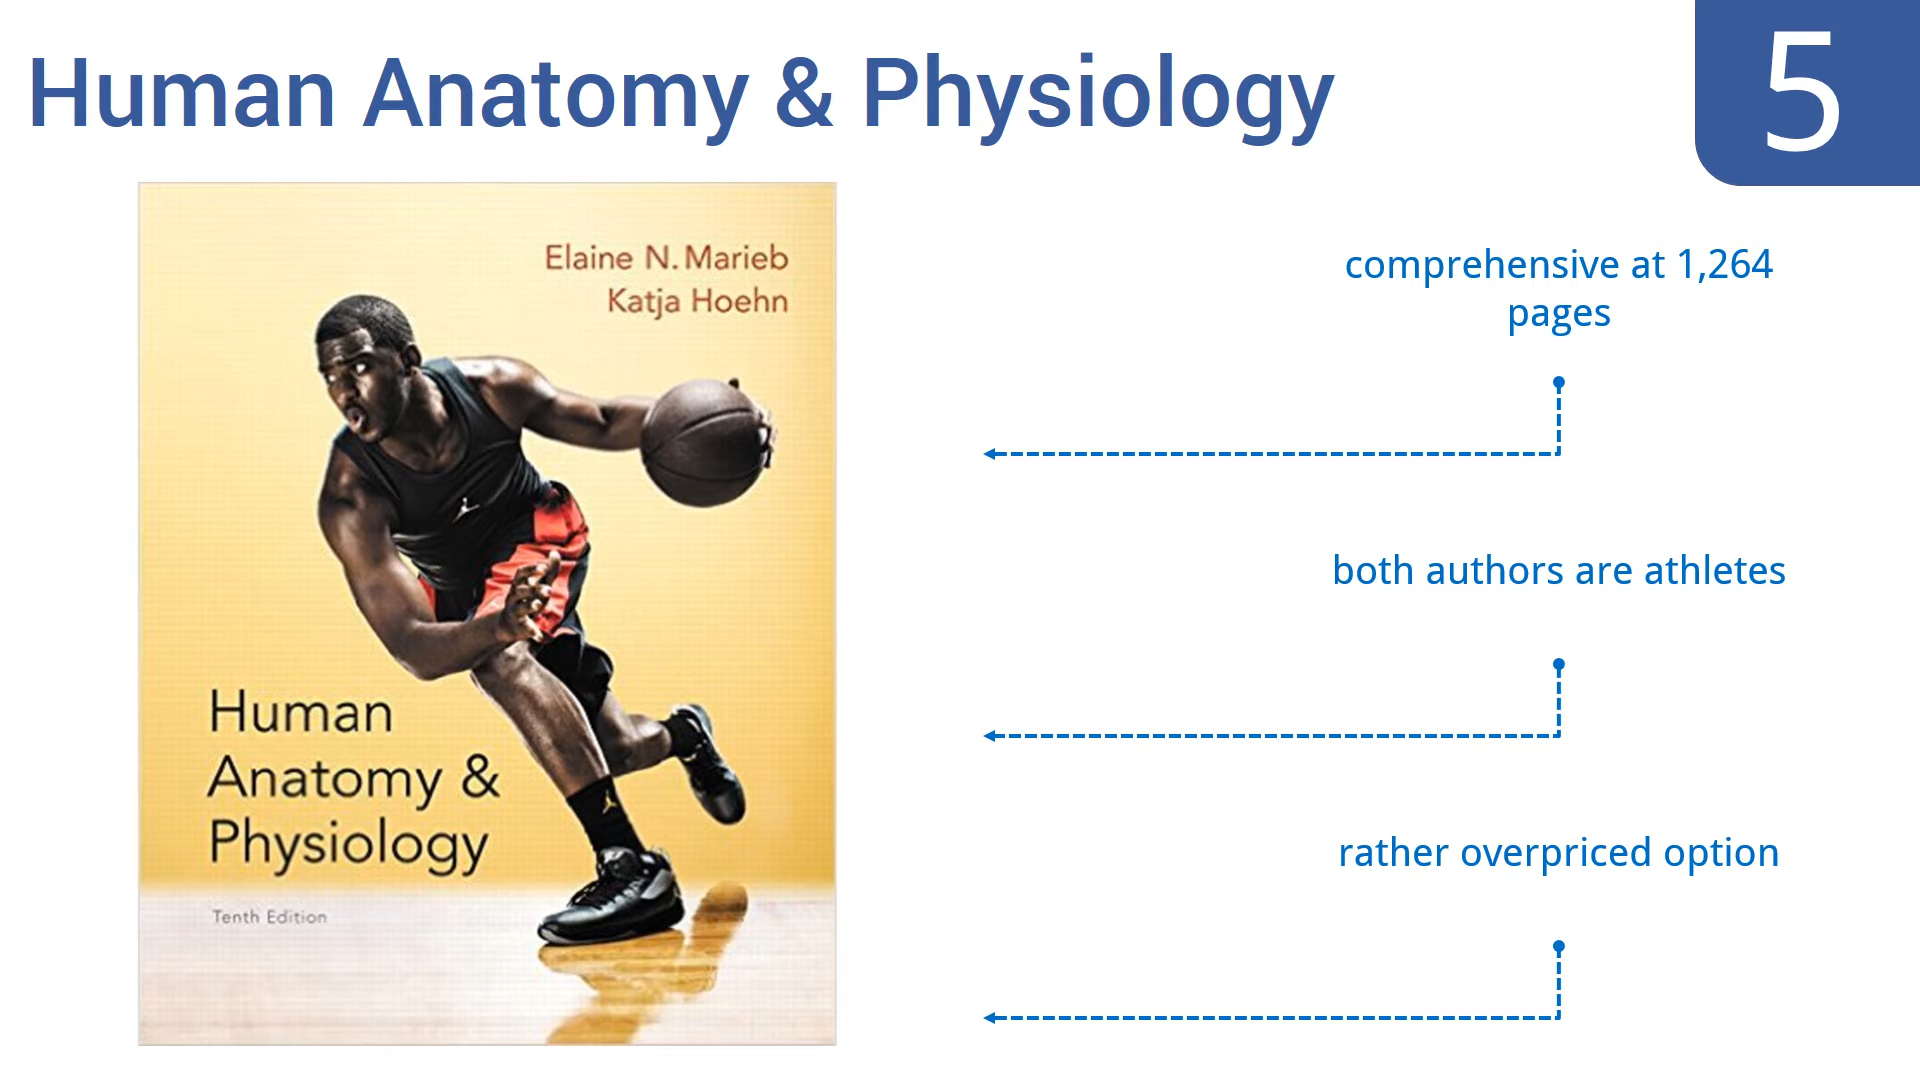 Human Anatomy & Physiology
5
Elaine N. Marieb
Katja Hoehn
Human
Anatomy &
Physiology
Tenth Edition
comprehensive at 1,264
pages
both authors are athletes
rather overpriced option